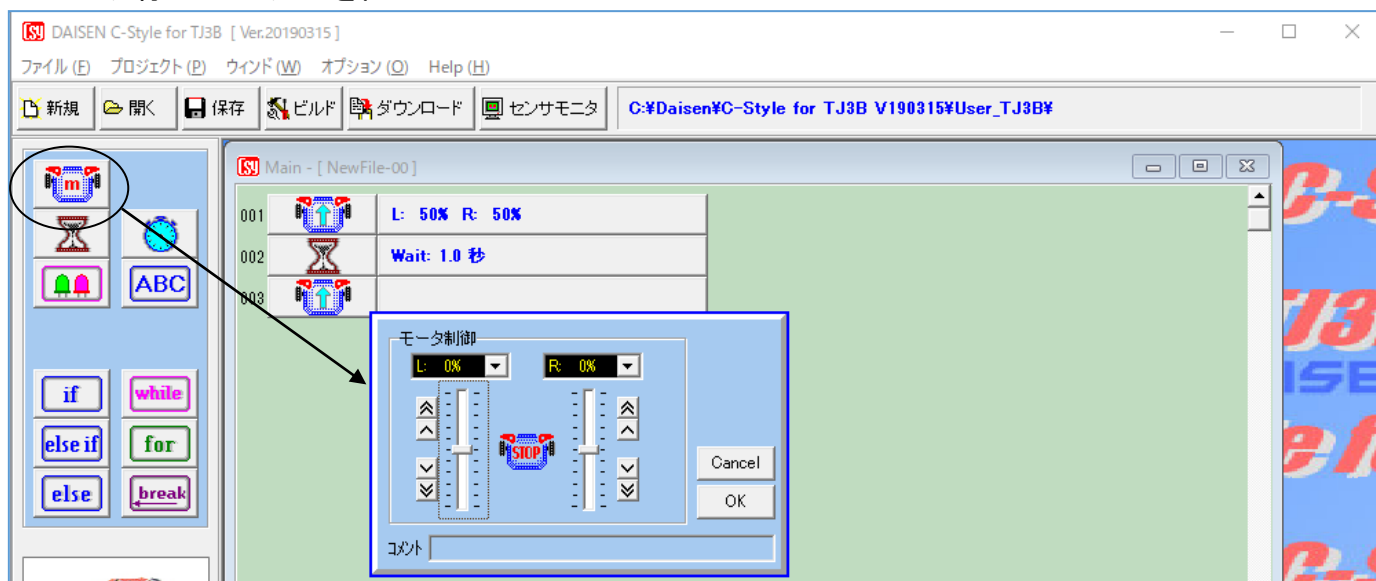 DAISEN C-Style for TJ3B [ Ver.20190315 ]
ファイル (F) プロジェクト (P) ウィンド (W) オプション (O) Help (H)
新規 開く 保存 ビルド ダウンロード センサモニタ C:¥Daisen¥C-Style for TJ3B V190315¥User_TJ3B¥
m
ABC
if while
else if for
else break
Main - [ NewFile-00 ]
001 L: 50% R: 50%
002 Wait: 1.0 秒
003
モータ制御
L: 0% R: 0%
STOP
Cancel
OK
コメント